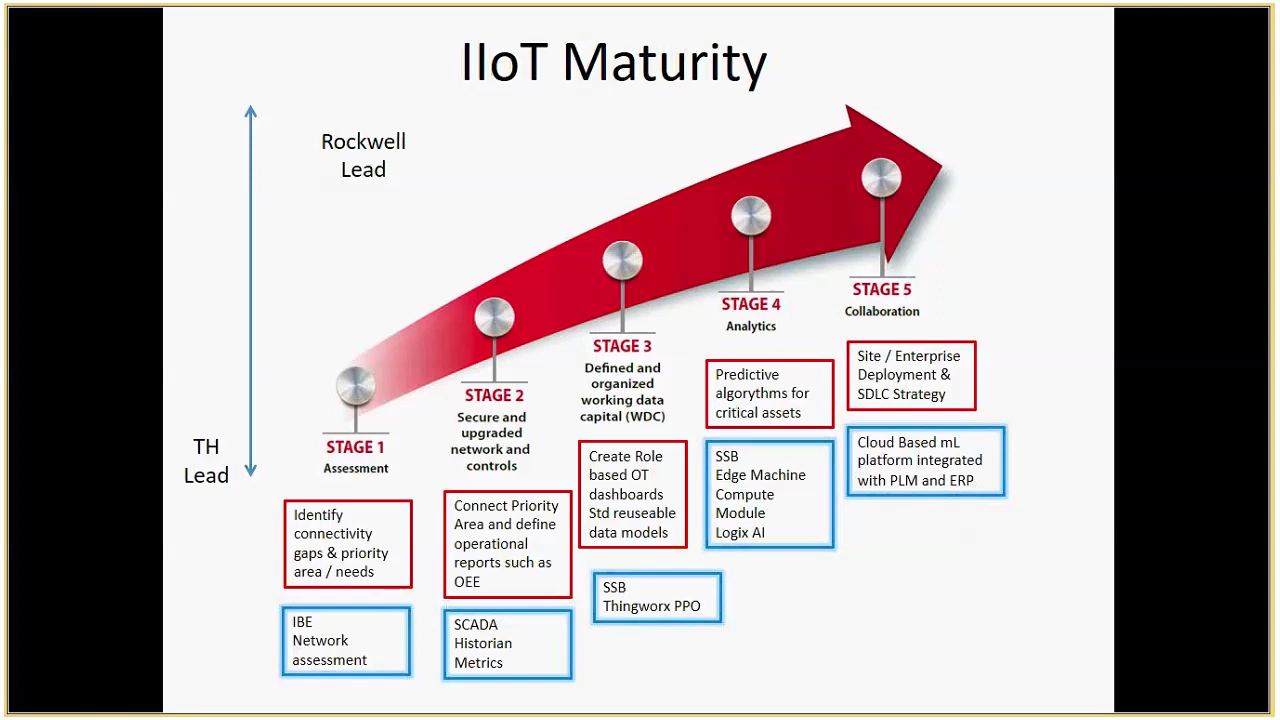 IIoT Maturity
Rockwell
Lead
TH
Lead
STAGE 1
Assessment
Identify
connectivity
gaps & priority
area / needs
IBE
Network
assessment
STAGE 2
Secure and
upgraded
network and
controls
Connect Priority
Area and define
operational
reports such as
OEE
SCADA
Historian
Metrics
STAGE 3
Defined and
organized
working data
capital (WDC)
Create Role
based OT
dashboards
Std reuseable
data models
SSB
Thingworx PPO
STAGE 4
Analytics
Predictive
algorythms for
critical assets
SSB
Edge Machine
Compute
Module
Logix AI
STAGE 5
Collaboration
Site / Enterprise
Deployment &
SDLC Strategy
Cloud Based mL
platform integrated
with PLM and ERP